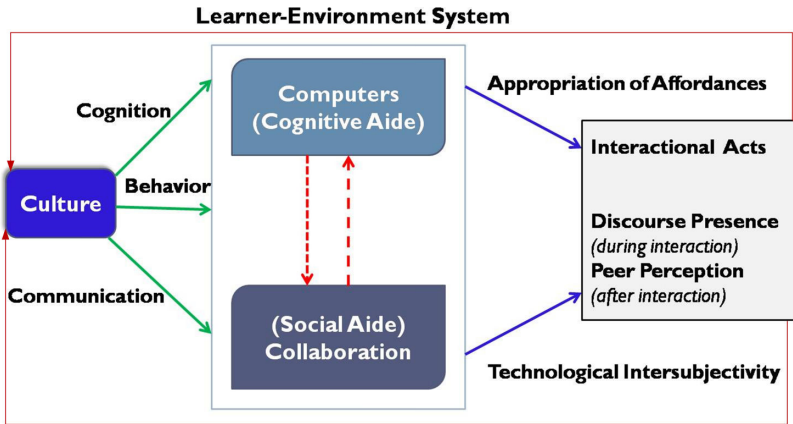 Learner-Environment System
Cognition
Behavior
Communication
Culture
Computers
(Cognitive Aide)
(Social Aide)
Collaboration
Appropriation of Affordances
Technological Intersubjectivity
Interactional Acts
Discourse Presence
(during interaction)
Peer Perception
(after interaction)